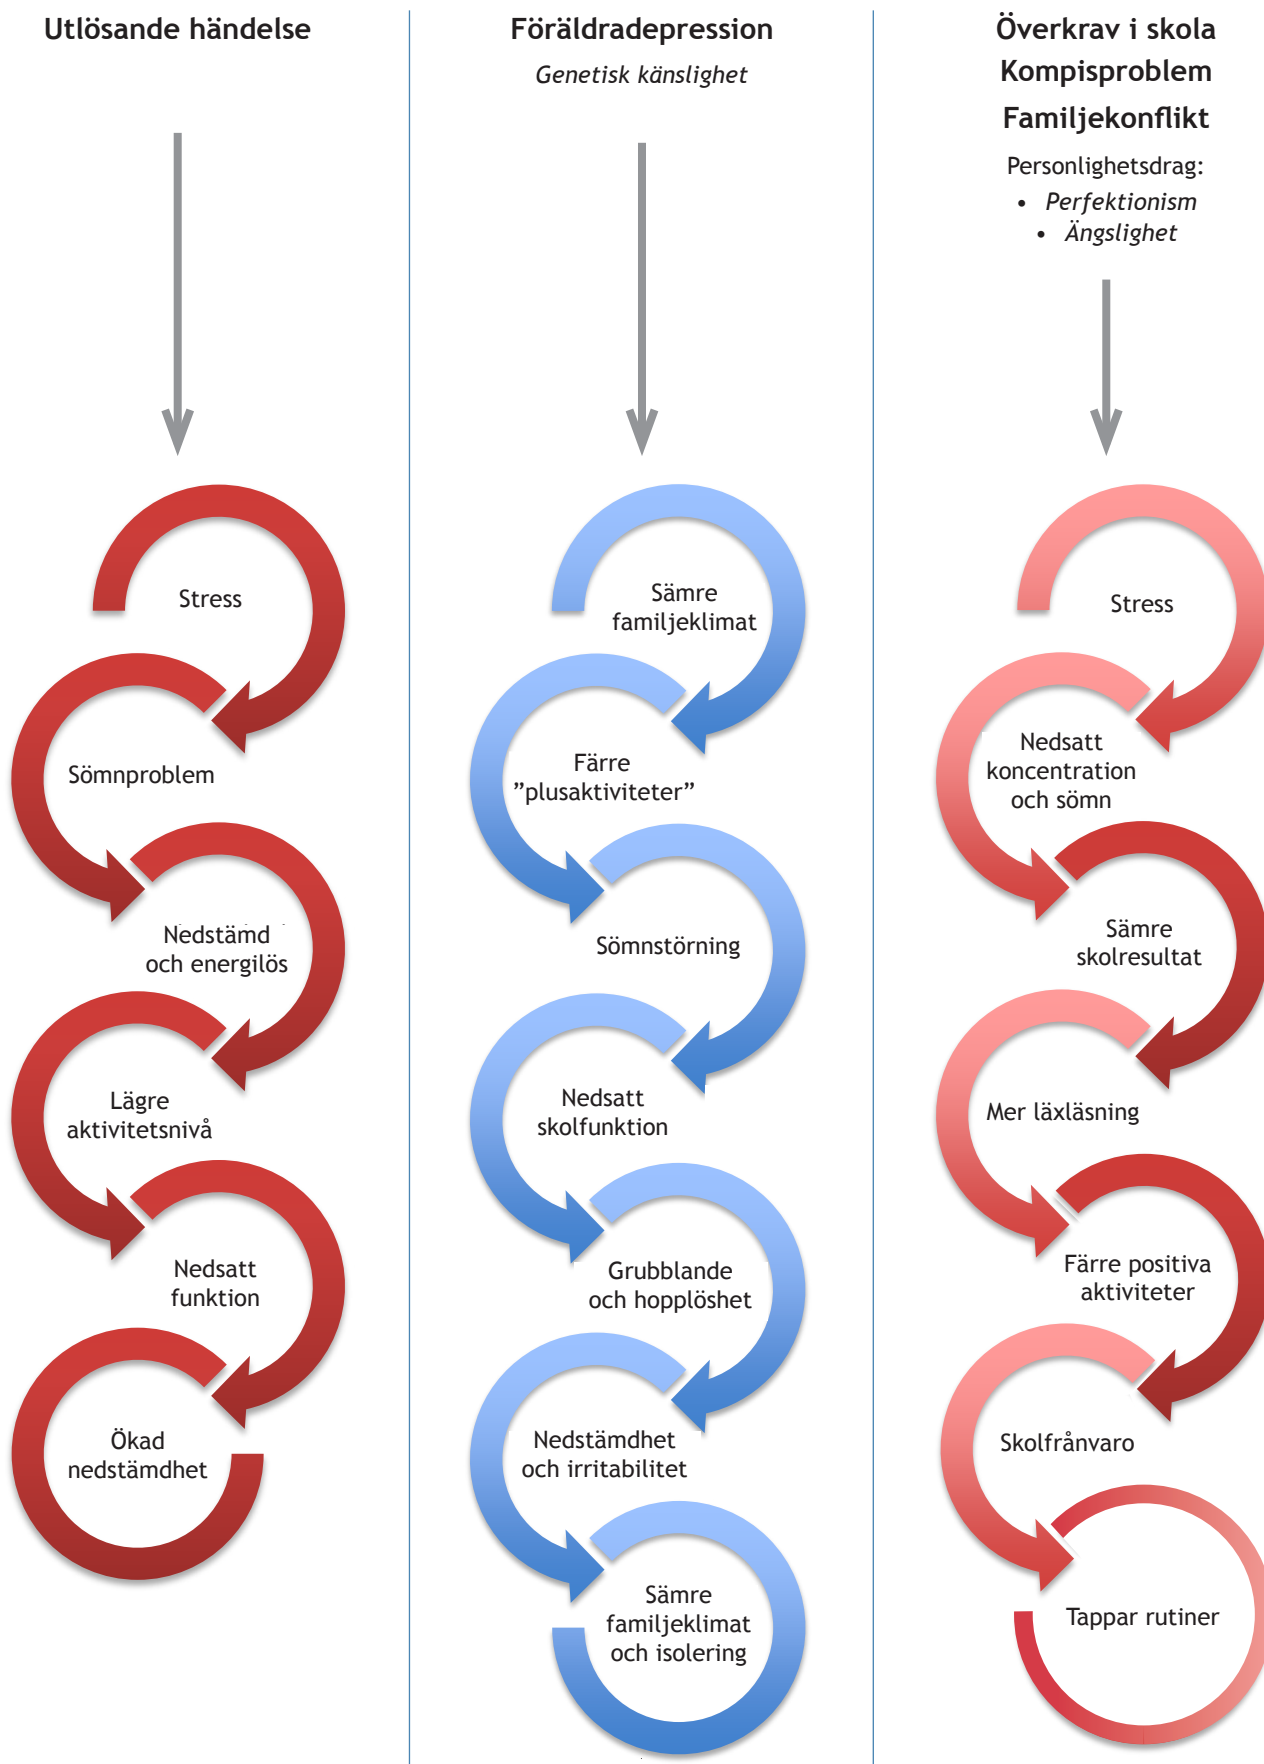 Utlösande händelse
Stress
Sömnproblem
Nedstämd
och energilös
Lägre
aktivitetsnivå
Nedsatt
funktion
Ökad
nedstämdhet
Föräldradepression
Genetisk känslighet
Sämre
familjeklimat
Färre
”plusaktiviteter”
Sömnstörning
Nedsatt
skolfunktion
Grubblande
och hopplöshet
Nedstämdhet
och irritabilitet
Sämre
familjeklimat
och isolering
Överkrav i skola
Kompisproblem
Familjekonflikt
Personlighetsdrag:
• Perfektionism
• Ängslighet
Stress
Nedsatt
koncentration
och sömn
Sämre
skolresultat
Mer läxläsning
Färre positiva
aktiviteter
Skolfrånvaro
Tappar rutiner